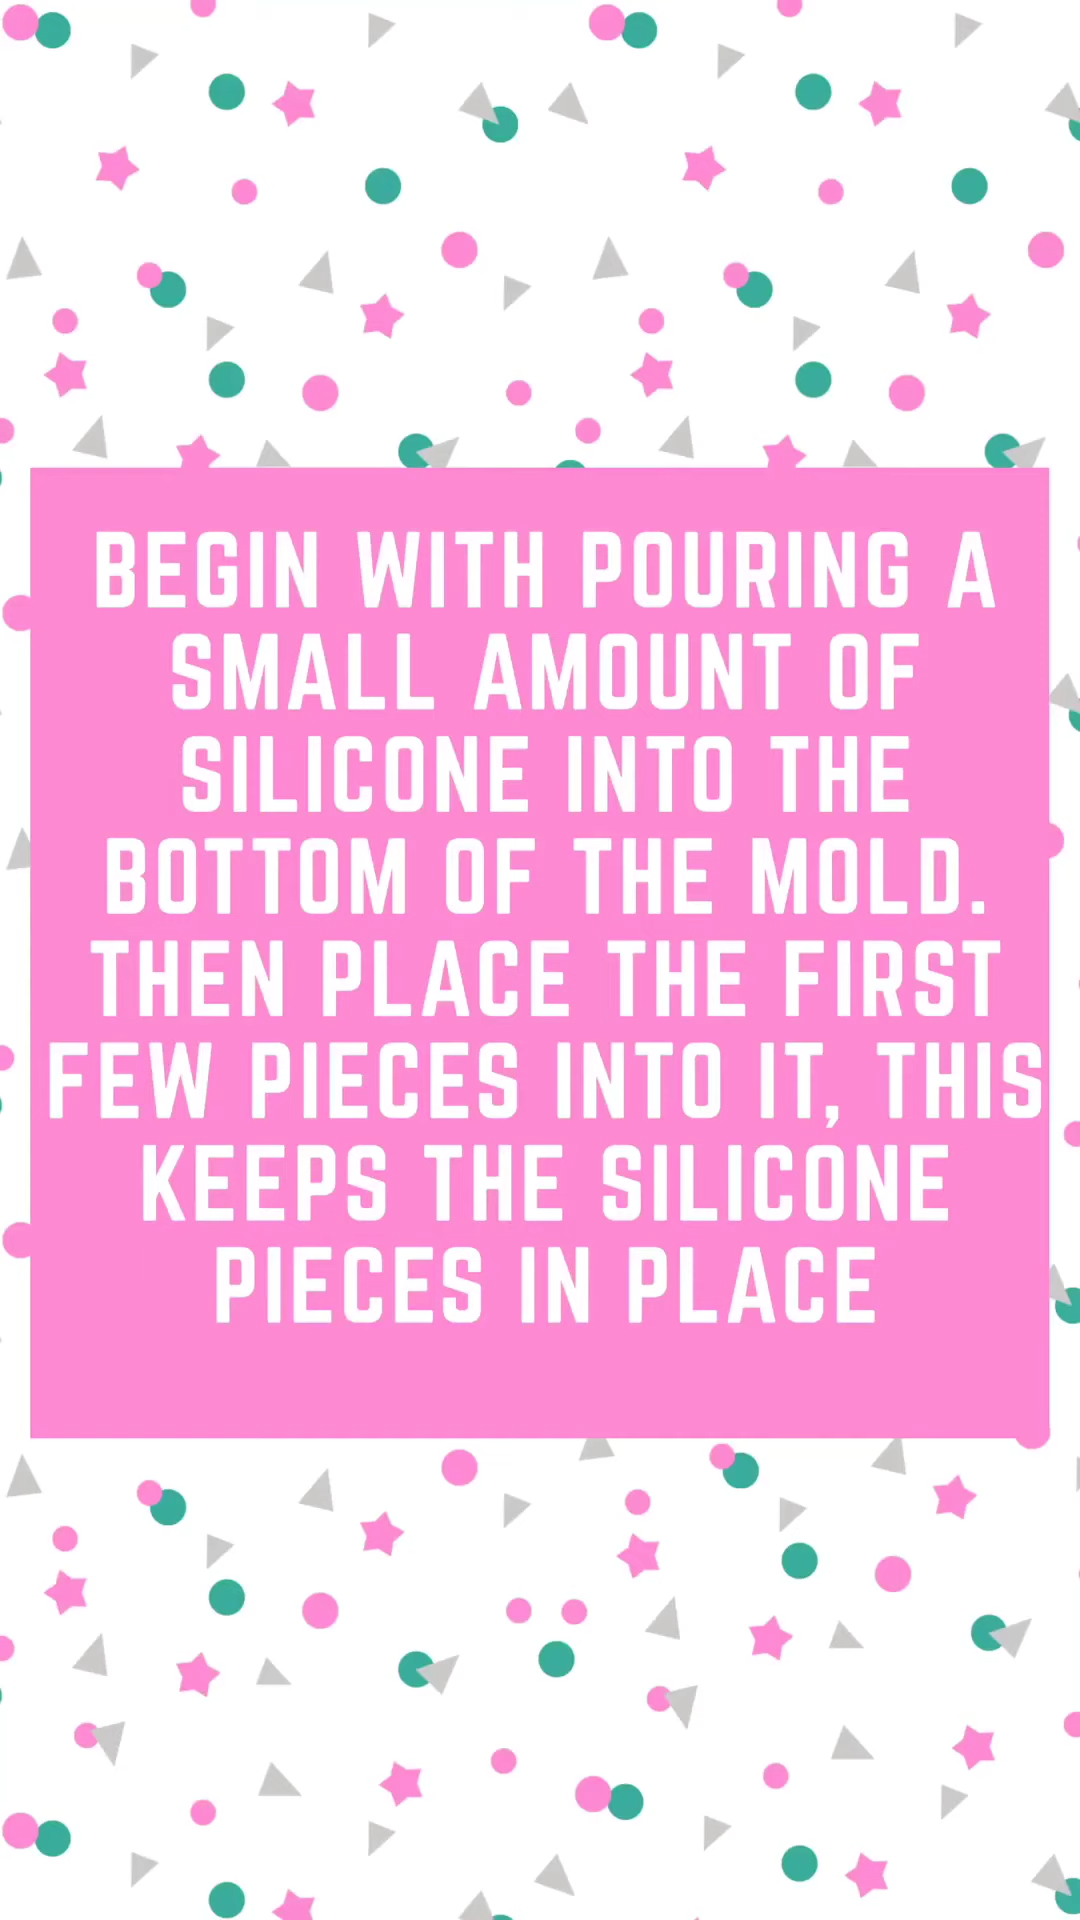 BEGIN WITH POURING A
SMALL AMOUNT OF
SILICONE INTO THE
BOTTOM OF THE MOLD.
THEN PLACE THE FIRST
FEW PIECES INTO IT, THIS
KEEPS THE SILICONE
PIECES IN PLACE